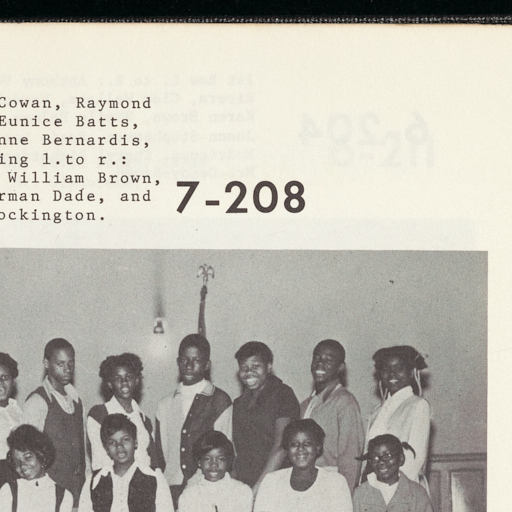 Cowan, Raymond
Eunice Batts,
nne Bernardis,
ing l.to r.:
William Brown,
rman Dade, and
ockington.
7-208